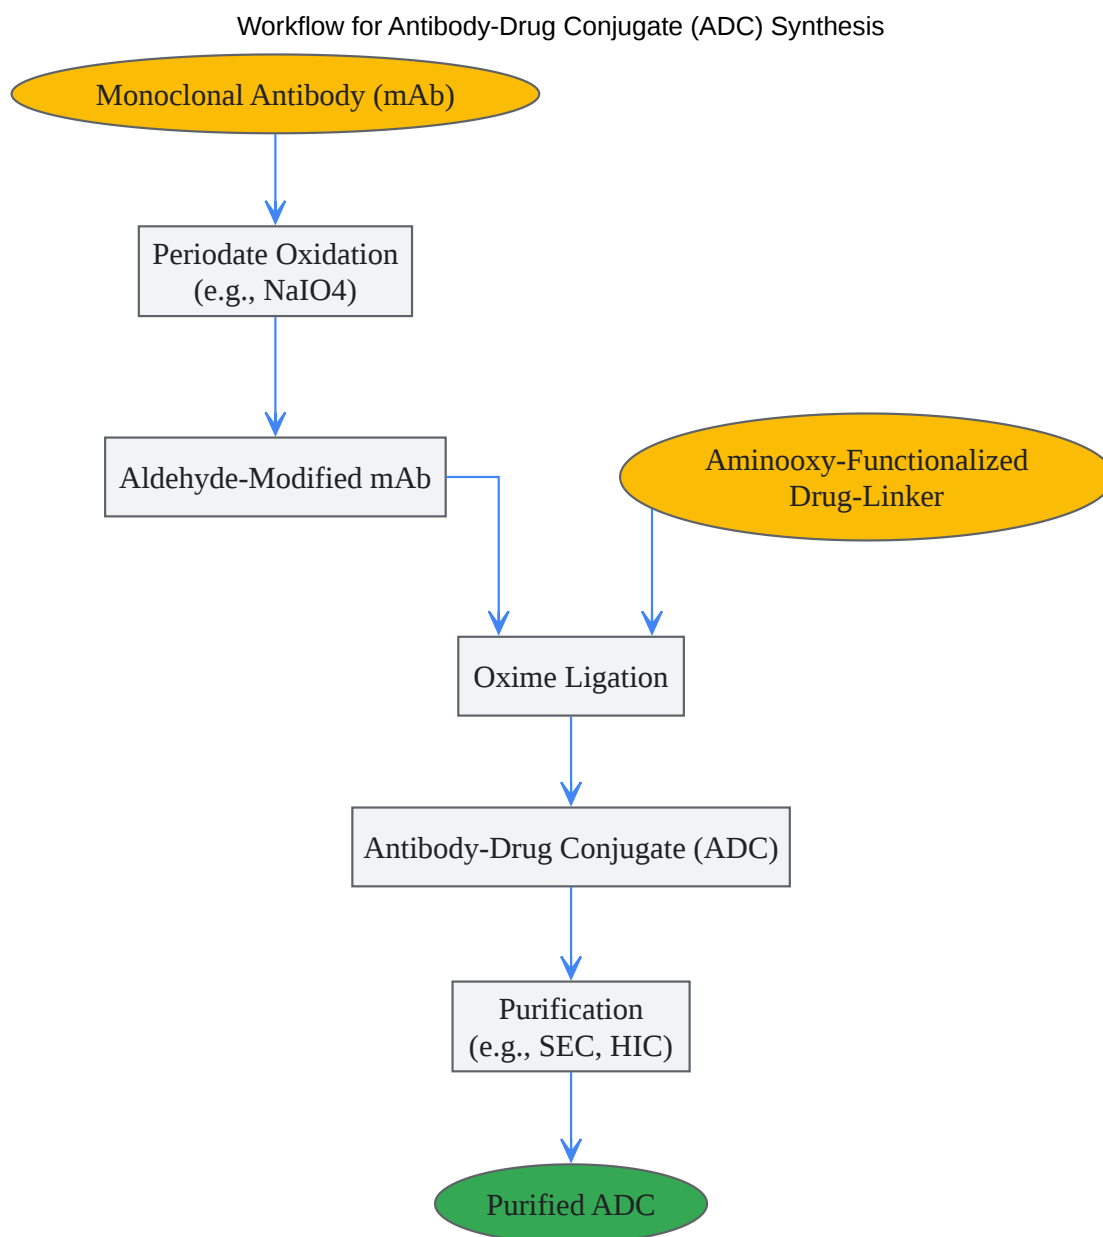 Workflow for Antibody-Drug Conjugate (ADC) Synthesis
Monoclonal Antibody (mAb)
Periodate Oxidation
(e.g., NaIO4)
Aldehyde-Modified mAb
Aminooxy-Functionalized
Drug-Linker
Oxime Ligation
Antibody-Drug Conjugate (ADC)
Purification
(e.g., SEC, HIC)
Purified ADC